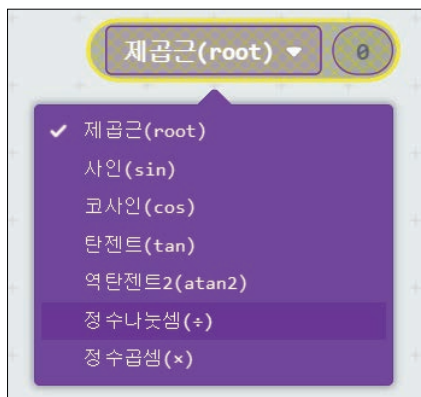 제곱근(root) 0
제곱근(root)
사인(sin)
코사인(cos)
탄젠트(tan)
역탄젠트2(atan2)
정수나눗셈(÷)
정수곱셈(×)